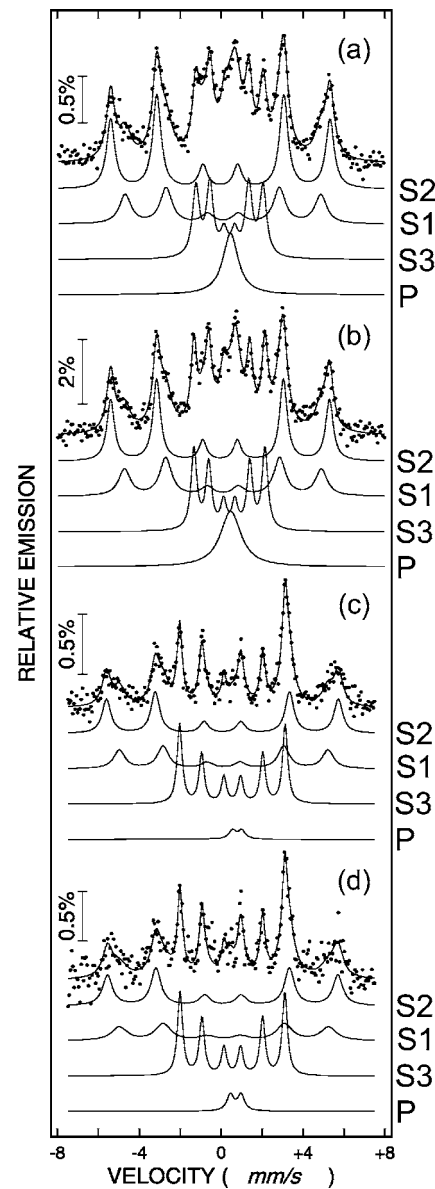 (a)
0.5%
S2
S1
S3
P
(b)
2%
S2
S1
S3
P
RELATIVE EMISSION
(c)
0.5%
S2
S1
S3
P
(d)
0.5%
S2
S1
S3
P
-8 -4 0 +4 +8
VELOCITY ( mm/s )